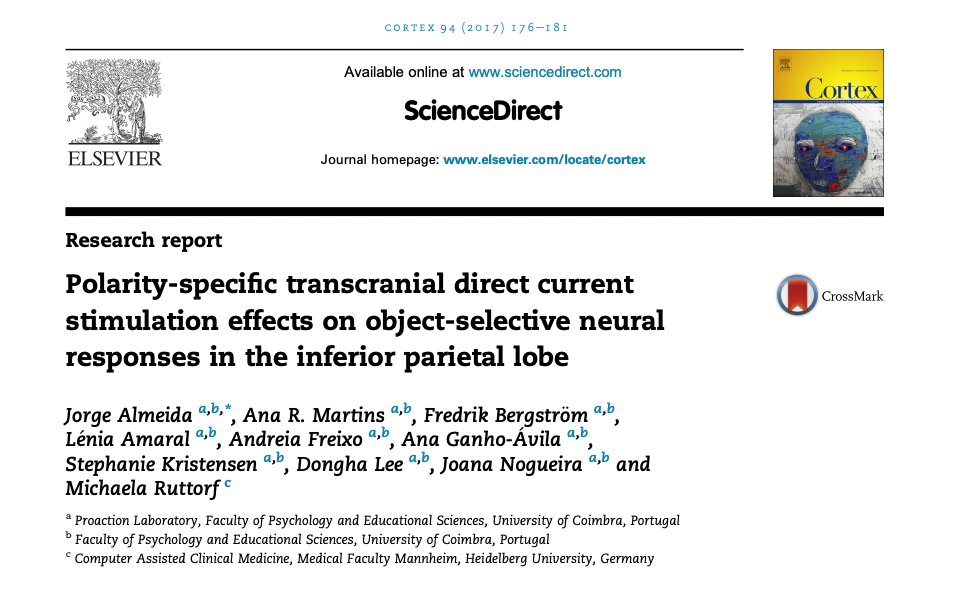 CORTEX 94 (2017) 176–181
Available online at www.sciencedirect.com
ScienceDirect
Journal homepage: www.elsevier.com/locate/cortex
ELSEVIER
Cortex
Research report
Polarity-specific transcranial direct current
stimulation effects on object-selective neural
responses in the inferior parietal lobe
CrossMark
Jorge Almeida a,b,*, Ana R. Martins a,b, Fredrik Bergström a,b,
Lénia Amaral a,b, Andreia Freixo a,b, Ana Ganho-Ávila a,b,
Stephanie Kristensen a,b, Dongha Lee a,b, Joana Nogueira a,b and
Michaela Ruttorf c
a Proaction Laboratory, Faculty of Psychology and Educational Sciences, University of Coimbra, Portugal
b Faculty of Psychology and Educational Sciences, University of Coimbra, Portugal
c Computer Assisted Clinical Medicine, Medical Faculty Mannheim, Heidelberg University, Germany